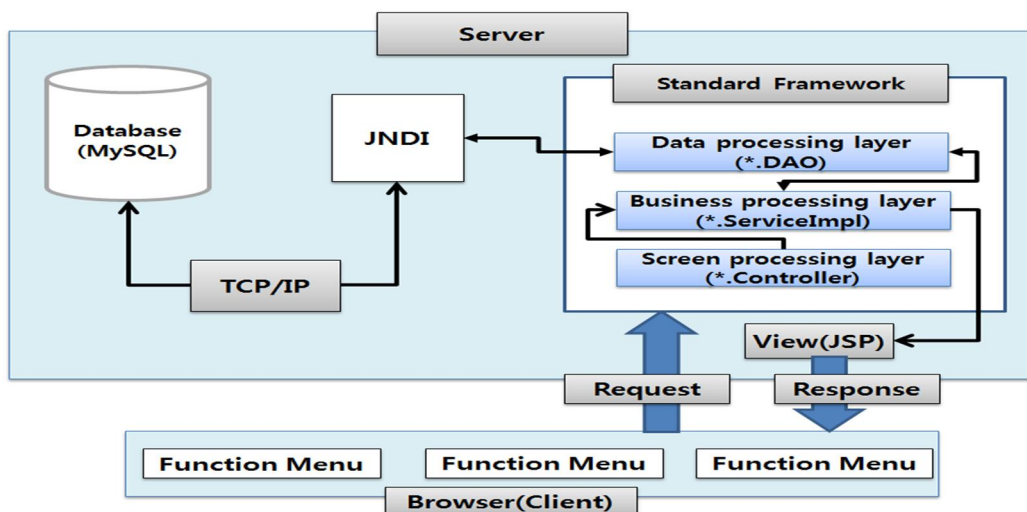 Server
Standard Framework
Database
(MySQL)
JNDI
Data processing layer
(*.DAO)
Business processing layer
(*.ServiceImpl)
Screen processing layer
(*.Controller)
TCP/IP
View(JSP)
Request
Response
Function Menu
Function Menu
Function Menu
Browser(Client)